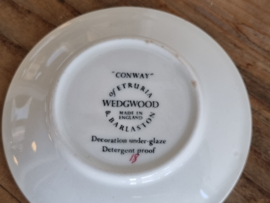 "CONWAY"
of ETRURIA
WEDGWOOD
MADE IN
ENGLAND
& BARLASTON
Decoration under-glaze
Detergent proof